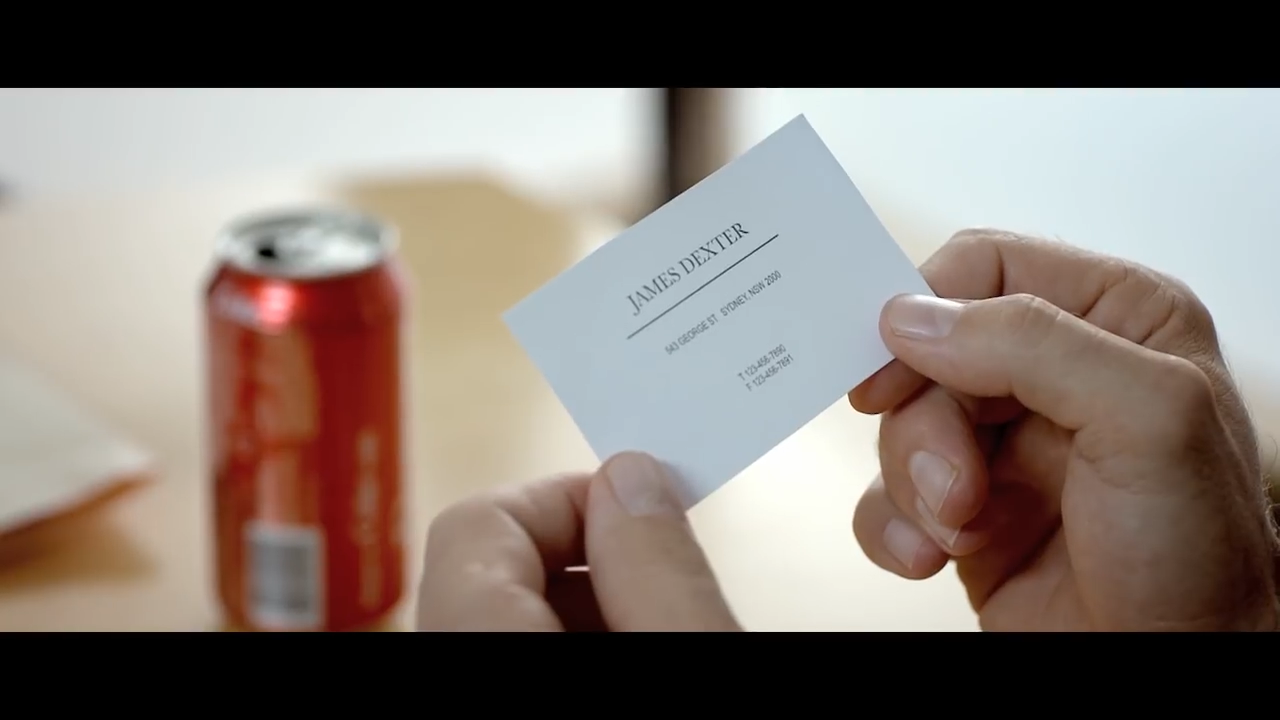 JAMES DEXTER
543 GEORGE ST SYDNEY, NSW 2000
T 123-456-7890
F 123-456-7891